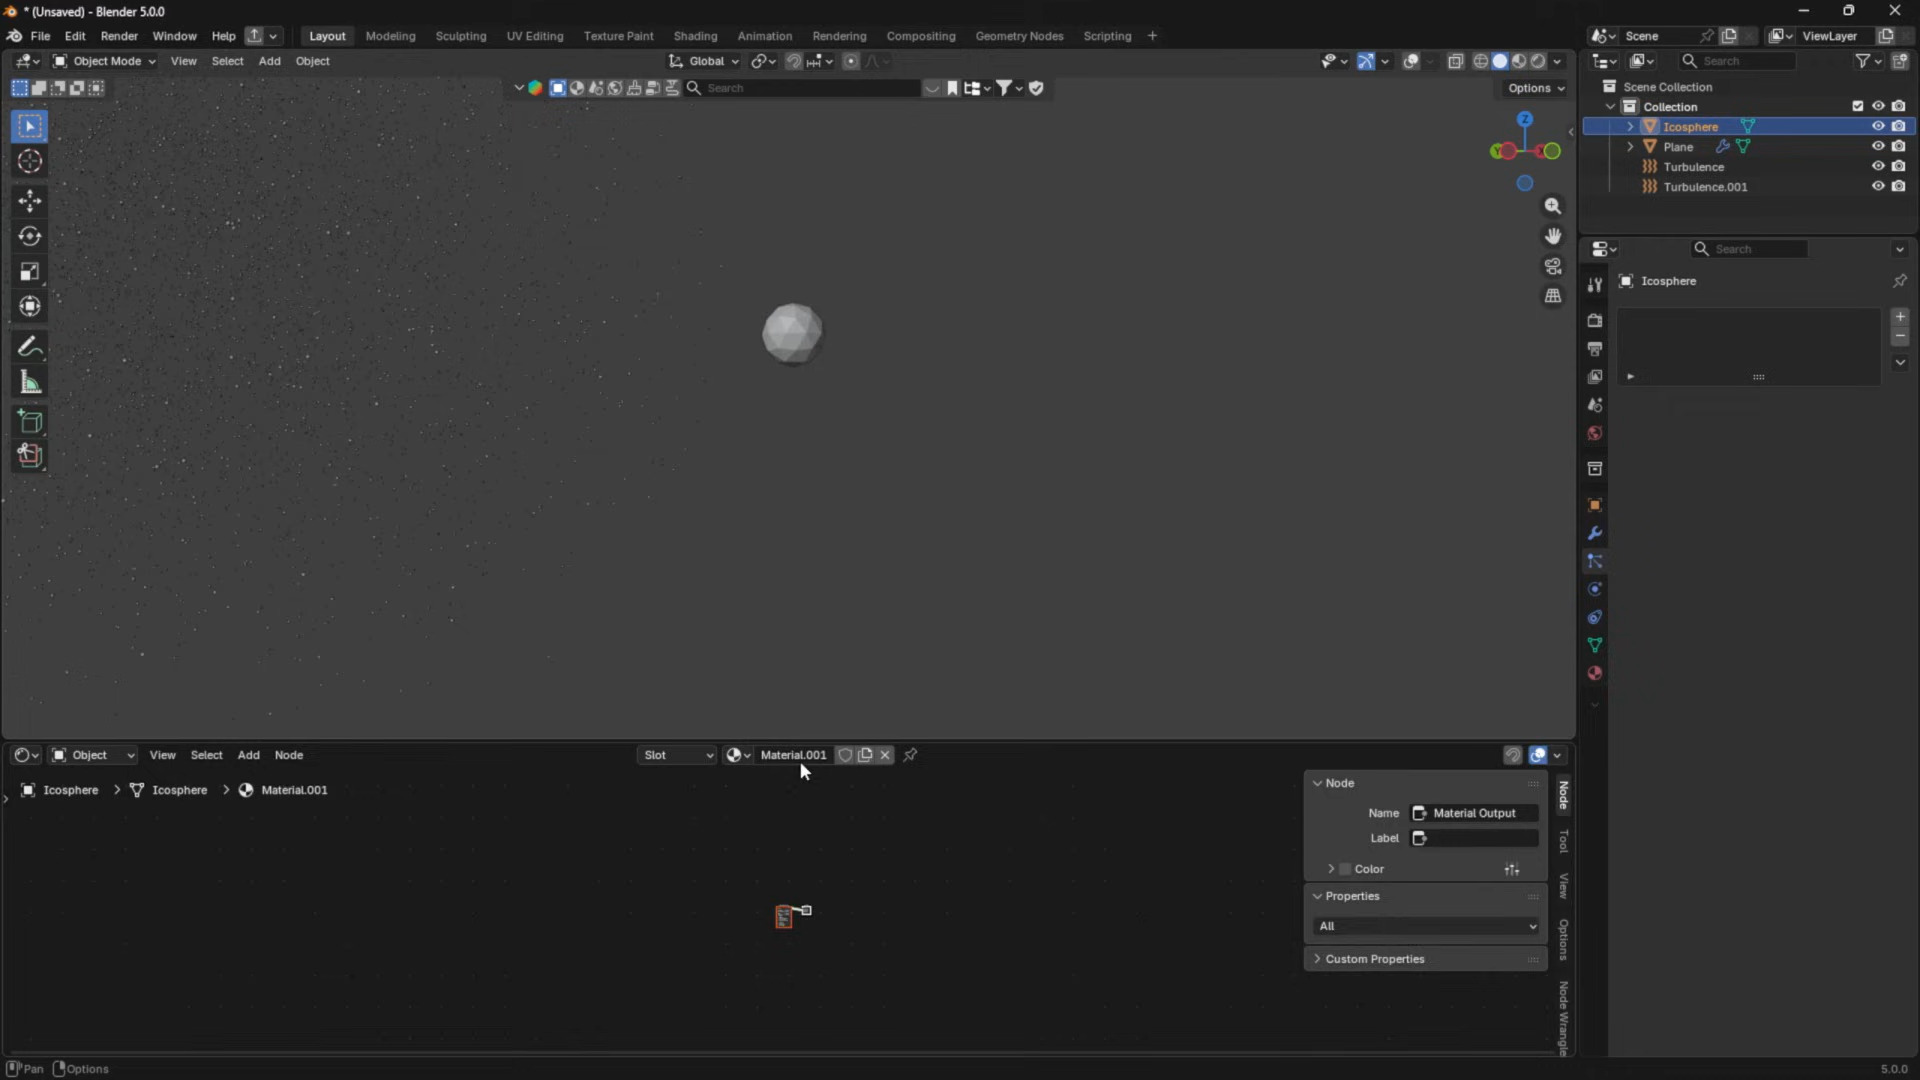 * (Unsaved) - Blender 5.0.0
File Edit Render Window Help Layout Modeling Sculpting UV Editing Texture Paint Shading Animation Rendering Compositing Geometry Nodes Scripting + Scene ViewLayer
Object Mode View Select Add Object Global Search
Search Options Scene Collection
Collection
Icosphere
Plane
Turbulence
Turbulence.001
Z
Y
Search
Icosphere
Object View Select Add Node Slot Material.001
Icosphere > Icosphere > Material.001
Node
Name Material Output
Label
Color
Properties
All
Custom Properties
Node
Tool
View
Options
Node Wrangle
Pan Options 5.0.0